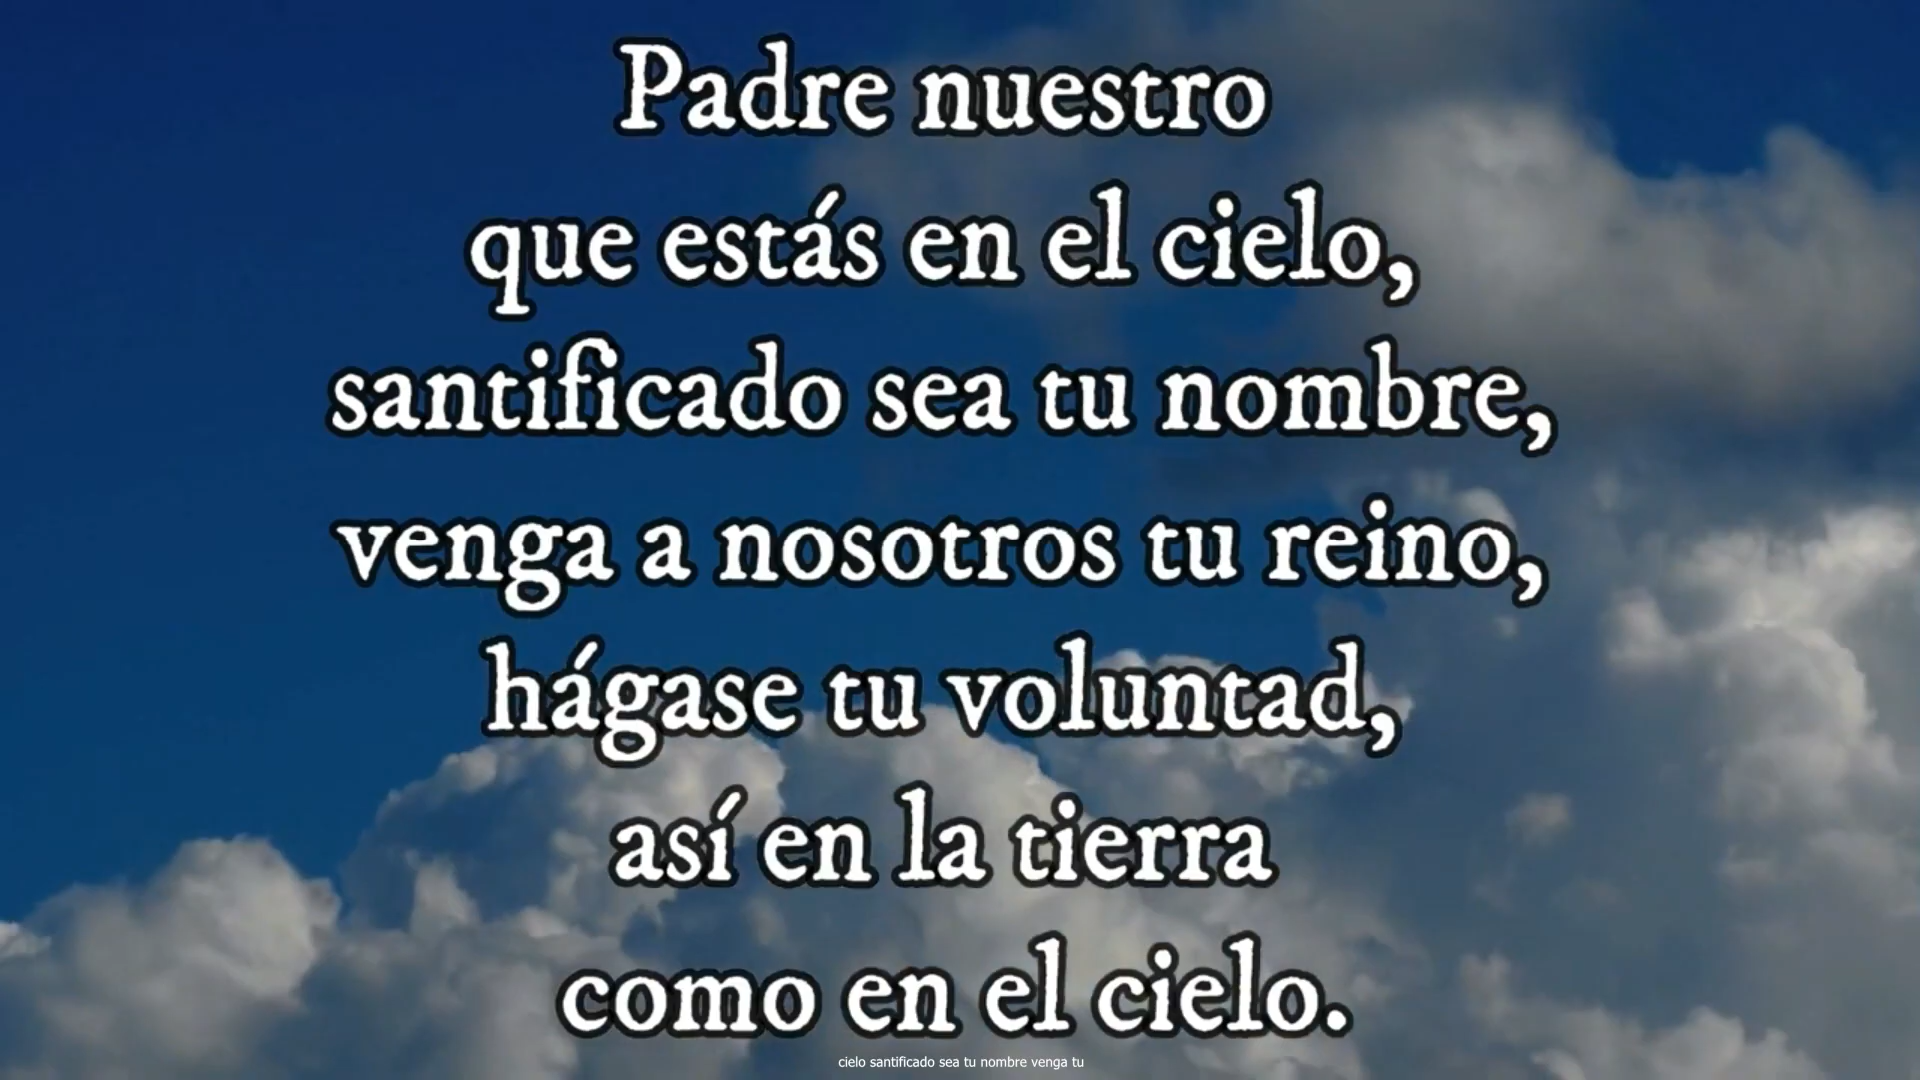 Padre nuestro
que estás en el cielo,
santificado sea tu nombre,
venga a nosotros tu reino,
hágase tu voluntad,
así en la tierra
como en el cielo.
cielo santificado sea tu nombre venga tu